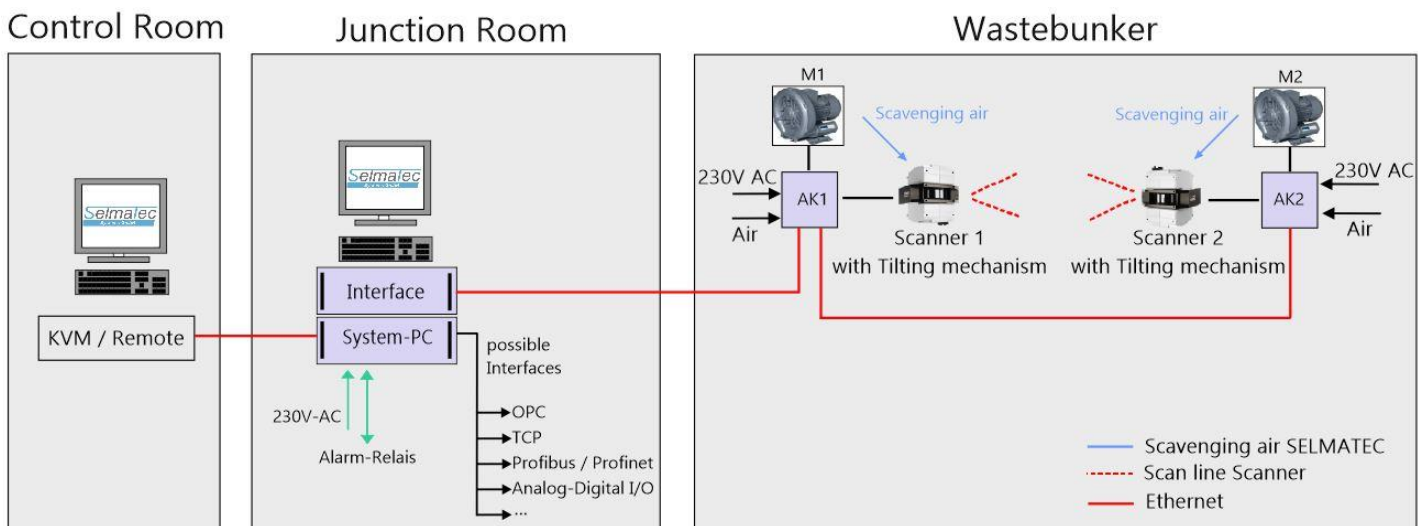 Control Room
Junction Room
Wastebunker
Selmatec
KVM / Remote
Selmatec
Interface
System-PC
230V-AC
Alarm-Relais
possible
Interfaces
OPC
TCP
Profibus / Profinet
Analog-Digital I/O
...
M1
Scavenging air
230V AC
AK1
Air
Scanner 1
with Tilting mechanism
M2
Scavenging air
230V AC
AK2
Air
Scanner 2
with Tilting mechanism
Scavenging air SELMATEC
Scan line Scanner
Ethernet